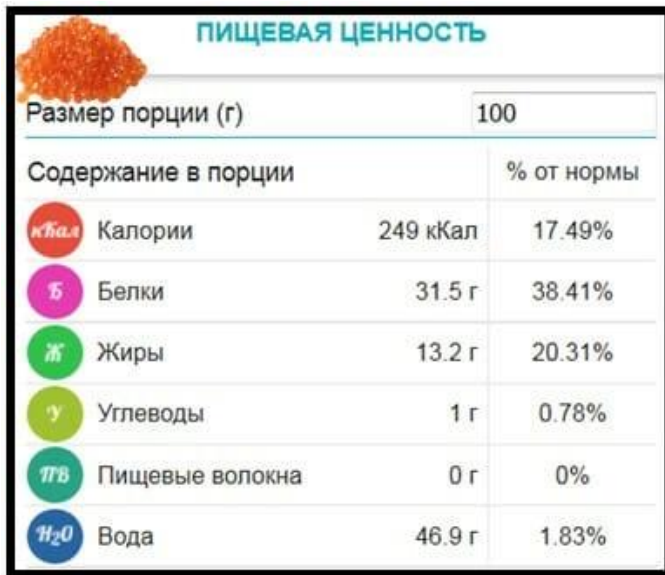 ПИЩЕВАЯ ЦЕННОСТЬ
Размер порции (г) 100
Содержание в порции % от нормы
кКал Калории 249 кКал 17.49%
Б Белки 31.5 г 38.41%
Ж Жиры 13.2 г 20.31%
У Углеводы 1 г 0.78%
ПВ Пищевые волокна 0 г 0%
H₂O Вода 46.9 г 1.83%